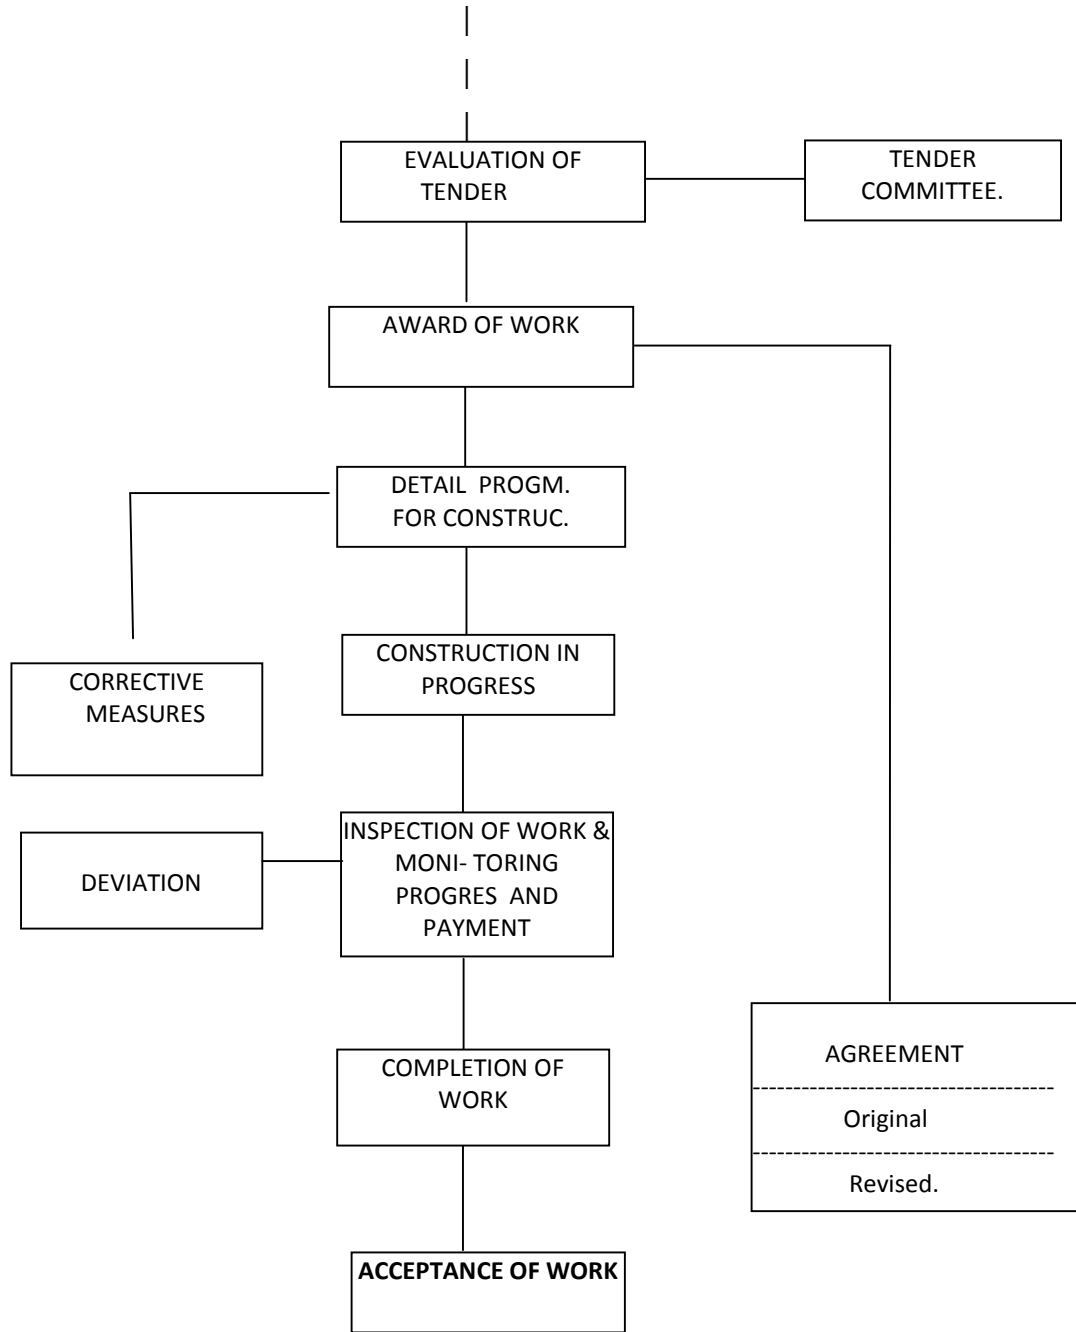 EVALUATION OF
TENDER
TENDER
COMMITTEE.
AWARD OF WORK
DETAIL PROGM.
FOR CONSTRUC.
CONSTRUCTION IN
PROGRESS
CORRECTIVE
MEASURES
INSPECTION OF WORK &
MONI- TORING
PROGRES AND
PAYMENT
DEVIATION
COMPLETION OF
WORK
AGREEMENT
Original
Revised.
ACCEPTANCE OF WORK